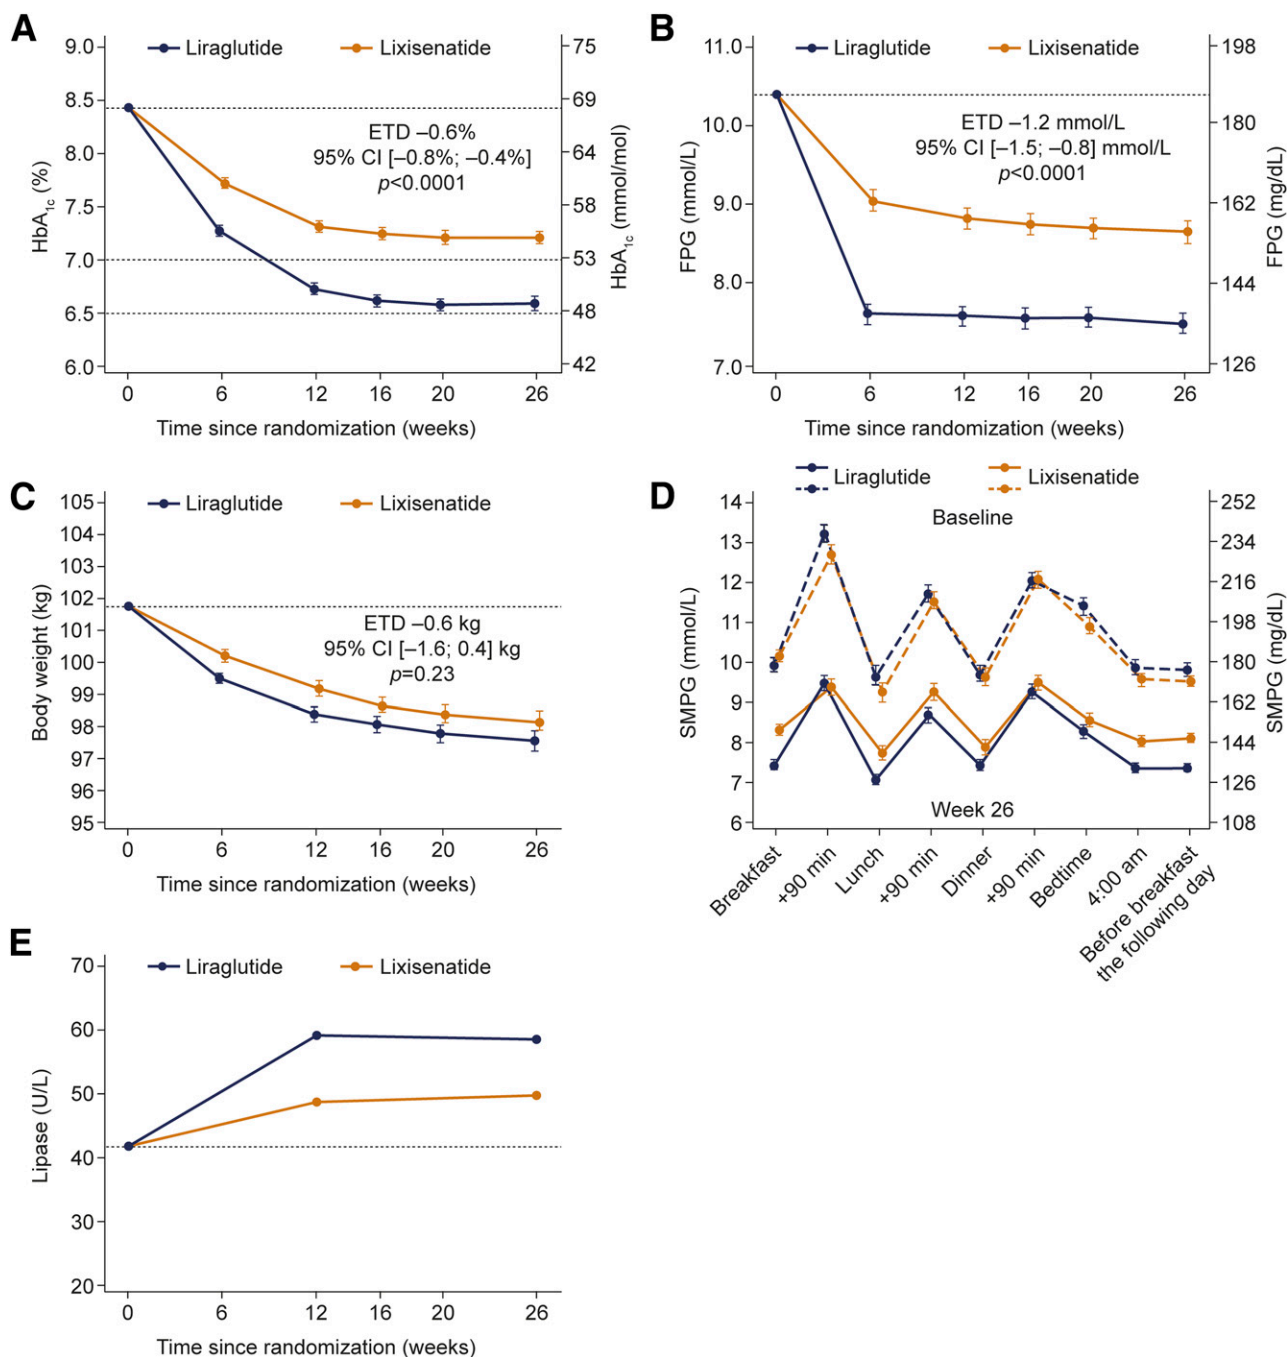 A
Liraglutide
Lixisenatide
9.0
8.5
8.0
7.5
7.0
6.5
6.0
HbA1c (%)
75
69
64
58
53
48
42
HbA1c (mmol/mol)
ETD –0.6%
95% CI [–0.8%; –0.4%]
p<0.0001
0 6 12 16 20 26
Time since randomization (weeks)
B
Liraglutide
Lixisenatide
11.0
10.0
9.0
8.0
7.0
FPG (mmol/L)
198
180
162
144
126
FPG (mg/dL)
ETD –1.2 mmol/L
95% CI [–1.5; –0.8] mmol/L
p<0.0001
0 6 12 16 20 26
Time since randomization (weeks)
C
Liraglutide
Lixisenatide
105
104
103
102
101
100
99
98
97
96
95
Body weight (kg)
ETD –0.6 kg
95% CI [–1.6; 0.4] kg
p=0.23
0 6 12 16 20 26
Time since randomization (weeks)
D
Liraglutide
Lixisenatide
Baseline
14
13
12
11
10
9
8
7
6
SMPG (mmol/L)
252
234
216
198
180
162
144
126
108
SMPG (mg/dL)
Week 26
Breakfast
+90 min
Lunch
+90 min
Dinner
+90 min
Bedtime
4:00 am
Before breakfast
the following day
E
Liraglutide
Lixisenatide
70
60
50
40
30
20
Lipase (U/L)
0 6 12 16 20 26
Time since randomization (weeks)